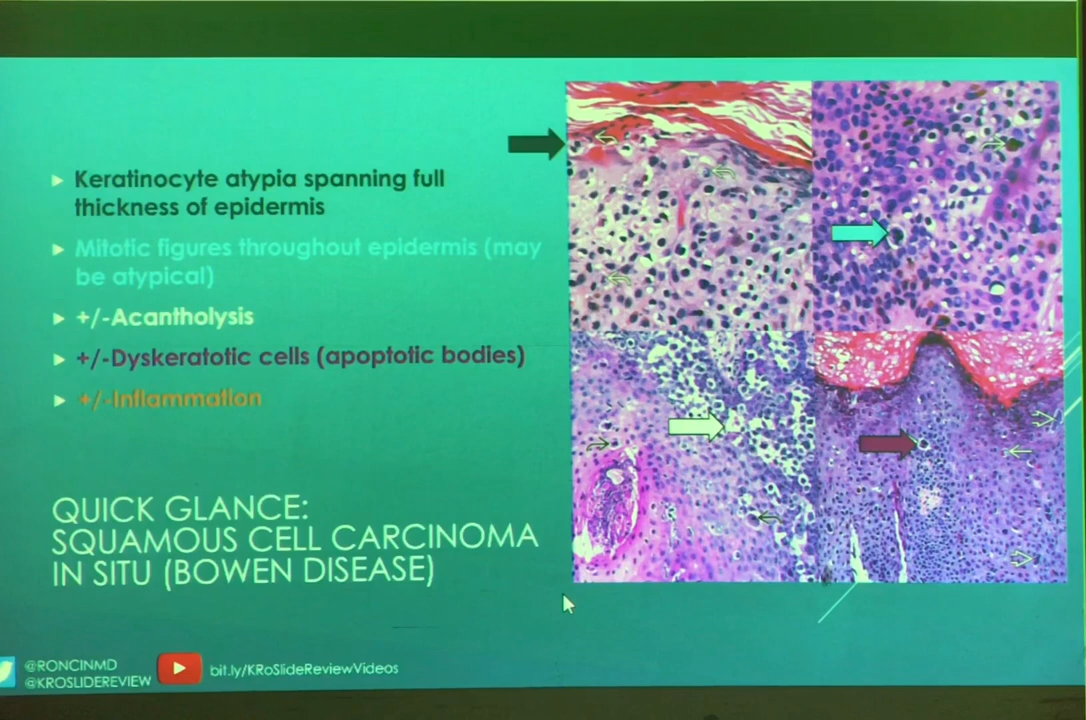 Keratinocyte atypia spanning full
thickness of epidermis
Mitotic figures throughout epidermis (may
be atypical)
+/-Acantholysis
+/-Dyskeratotic cells (apoptotic bodies)
+/-Inflammation
QUICK GLANCE:
SQUAMOUS CELL CARCINOMA
IN SITU (BOWEN DISEASE)
@RONCINMD
@KROSLIDEREVIEW
bit.ly/KRoSlideReviewVideos